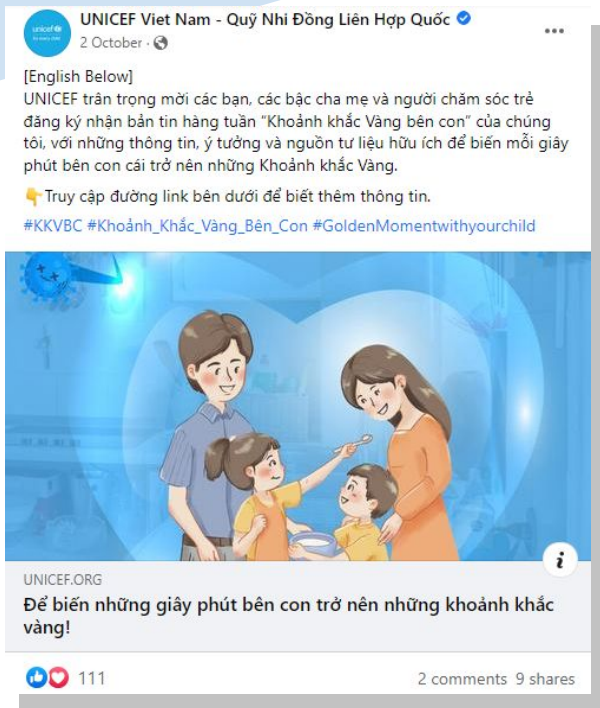 unicef
for every child
UNICEF Viet Nam - Quỹ Nhi Đồng Liên Hợp Quốc
2 October ·
[English Below]
UNICEF trân trọng mời các bạn, các bậc cha mẹ và người chăm sóc trẻ
đăng ký nhận bản tin hàng tuần “Khoảnh khắc Vàng bên con” của chúng
tôi, với những thông tin, ý tưởng và nguồn tư liệu hữu ích để biến mỗi giây
phút bên con cái trở nên những Khoảnh khắc Vàng.
👇Truy cập đường link bên dưới để biết thêm thông tin.
#KKVBC #Khoảnh_Khắc_Vàng_Bên_Con #GoldenMomentwithyourchild
i
UNICEF.ORG
Để biến những giây phút bên con trở nên những khoảnh khắc
vàng!
111
2 comments 9 shares